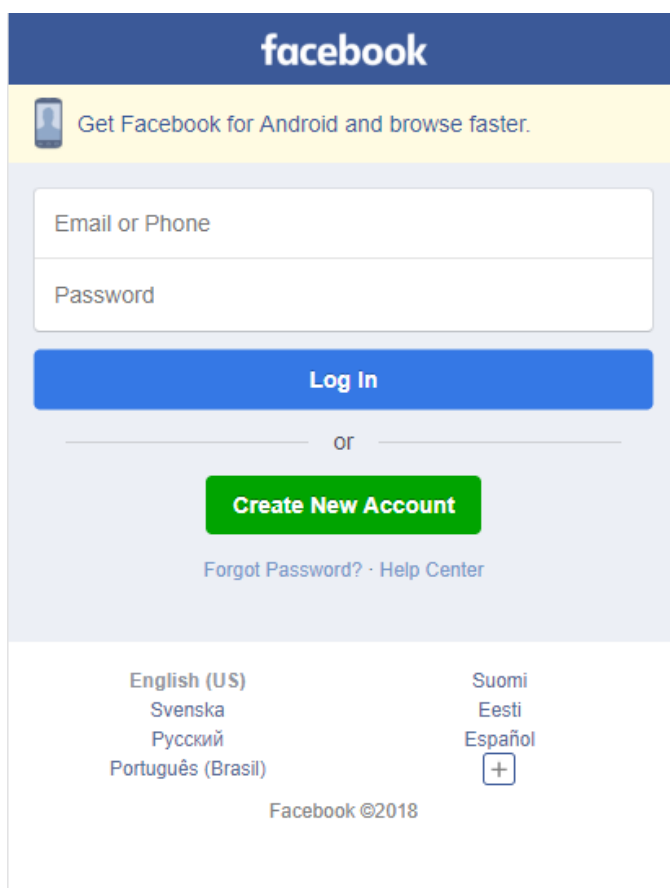 facebook
Get Facebook for Android and browse faster.
Email or Phone
Password
Log In
or
Create New Account
Forgot Password? · Help Center
English (US)
Suomi
Svenska
Eesti
Русский
Español
Português (Brasil)
+
Facebook ©2018